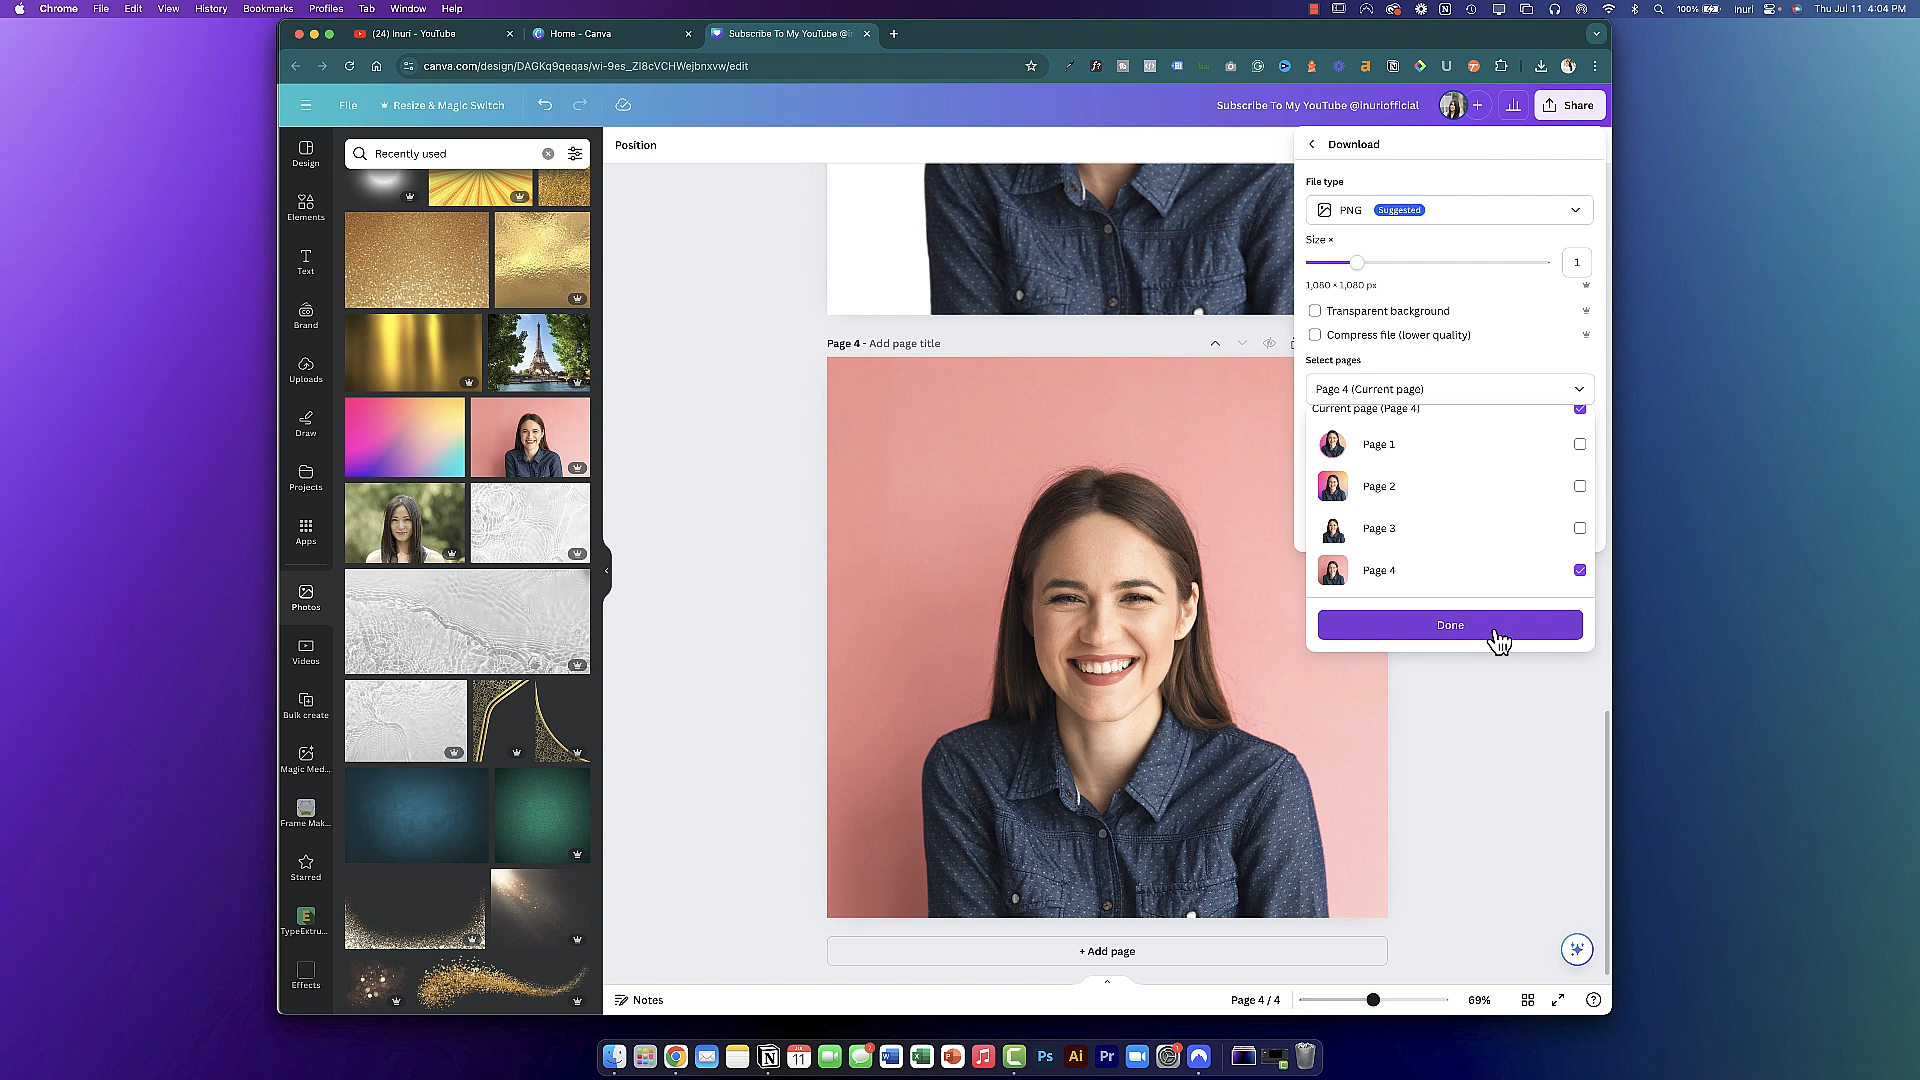 Chrome File Edit View History Bookmarks Profiles Tab Window Help
100% Inuri Thu Jul 11 4:04 PM
(24) Inuri - YouTube
Home - Canva
Subscribe To My YouTube @in
canva.com/design/DAGKq9qeqas/wi-9es_ZI8cVCHWejbnxvw/edit
File
Resize & Magic Switch
Subscribe To My YouTube @inuriofficial
Share
Design
Elements
Text
Brand
Uploads
Draw
Projects
Apps
Photos
Videos
Bulk create
Magic Med...
Frame Mak...
Starred
TypeExtru...
Effects
Recently used
Position
Page 4 - Add page title
+ Add page
Download
File type
PNG Suggested
Size ×
1
1,080 × 1,080 px
Transparent background
Compress file (lower quality)
Select pages
Page 4 (Current page)
Current page (Page 4)
Page 1
Page 2
Page 3
Page 4
Done
Notes
Page 4 / 4
69%
JUL
11
Ps
Ai
Pr